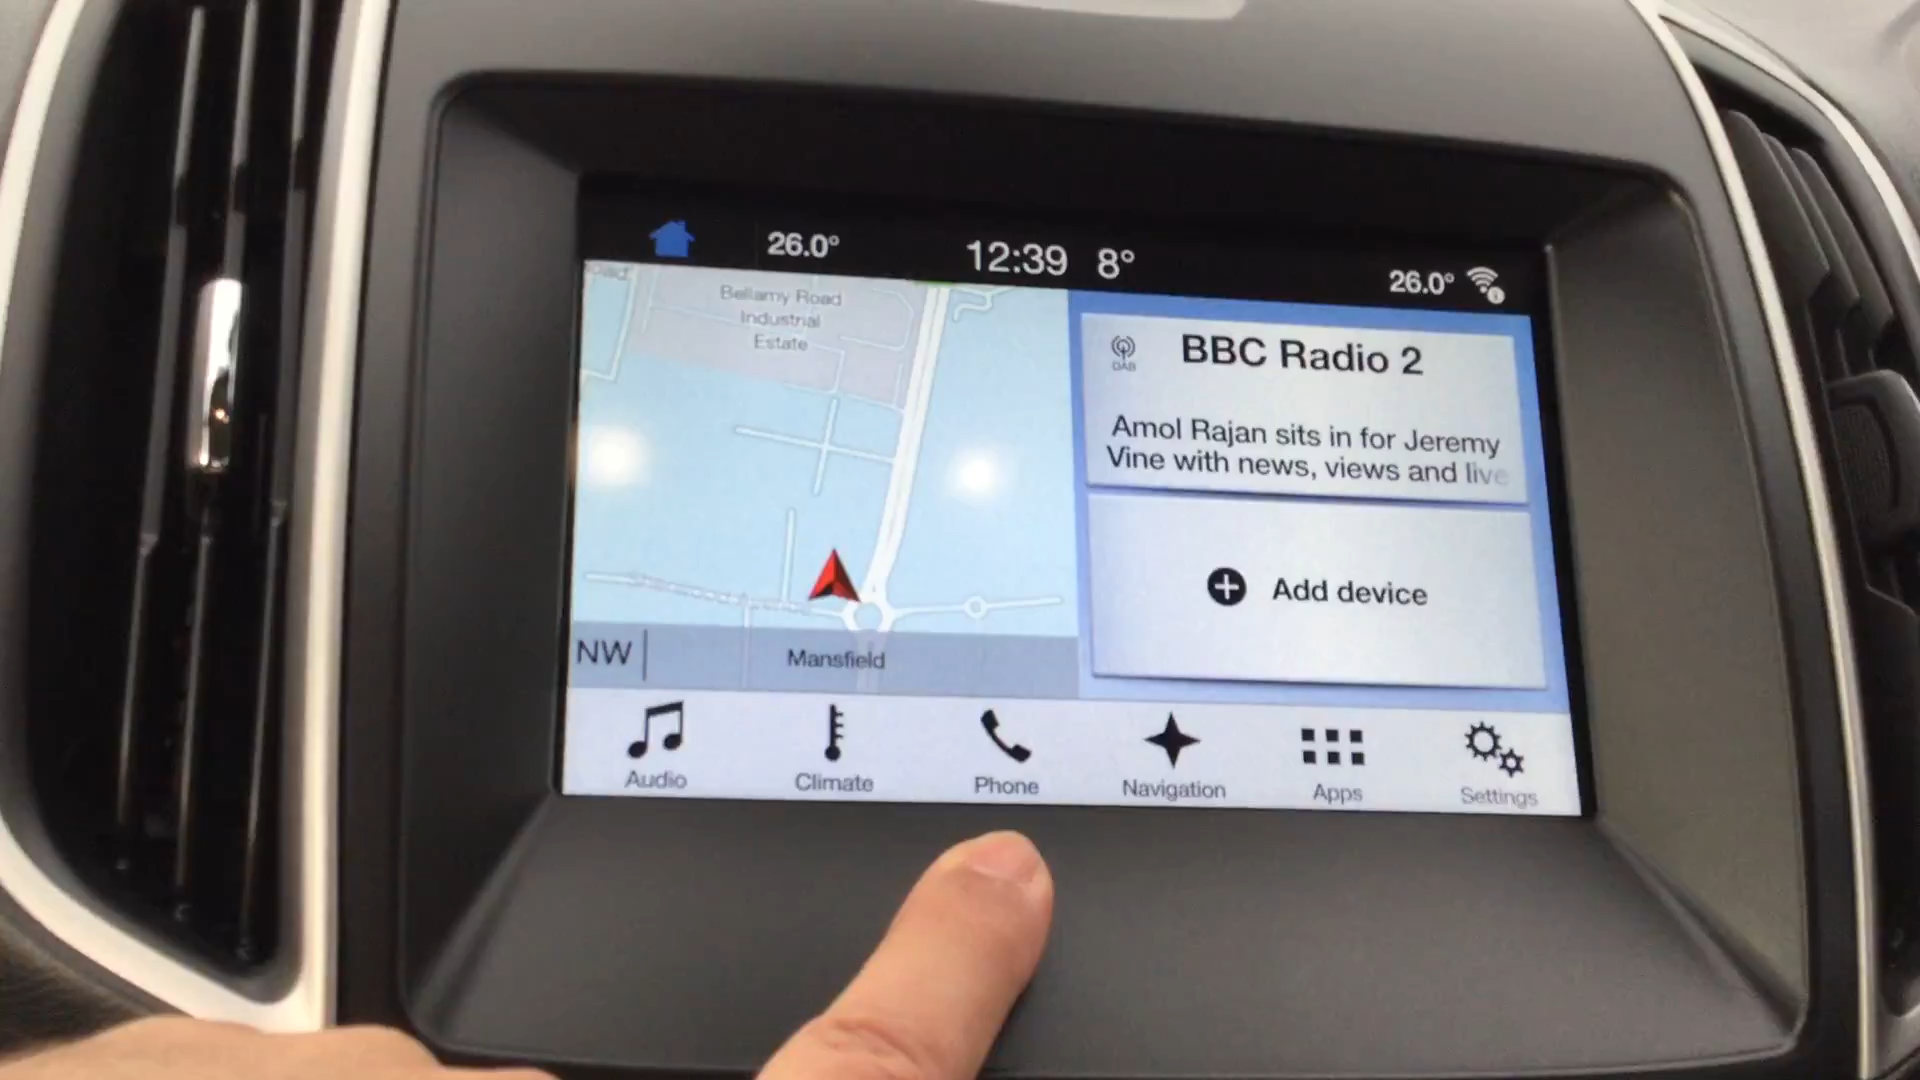 26.0°
12:39 8°
26.0°
Bellamy Road
Industrial
Estate
NW
Mansfield
DAB
BBC Radio 2
Amol Rajan sits in for Jeremy
Vine with news, views and live
Add device
Audio
Climate
Phone
Navigation
Apps
Settings